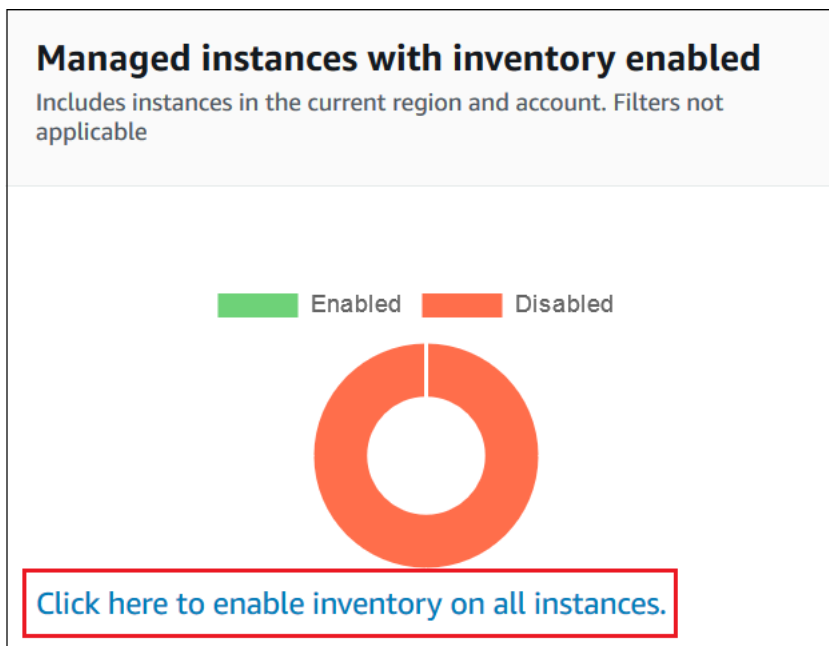 Managed instances with inventory enabled
Includes instances in the current region and account. Filters not
applicable
Enabled Disabled
Click here to enable inventory on all instances.